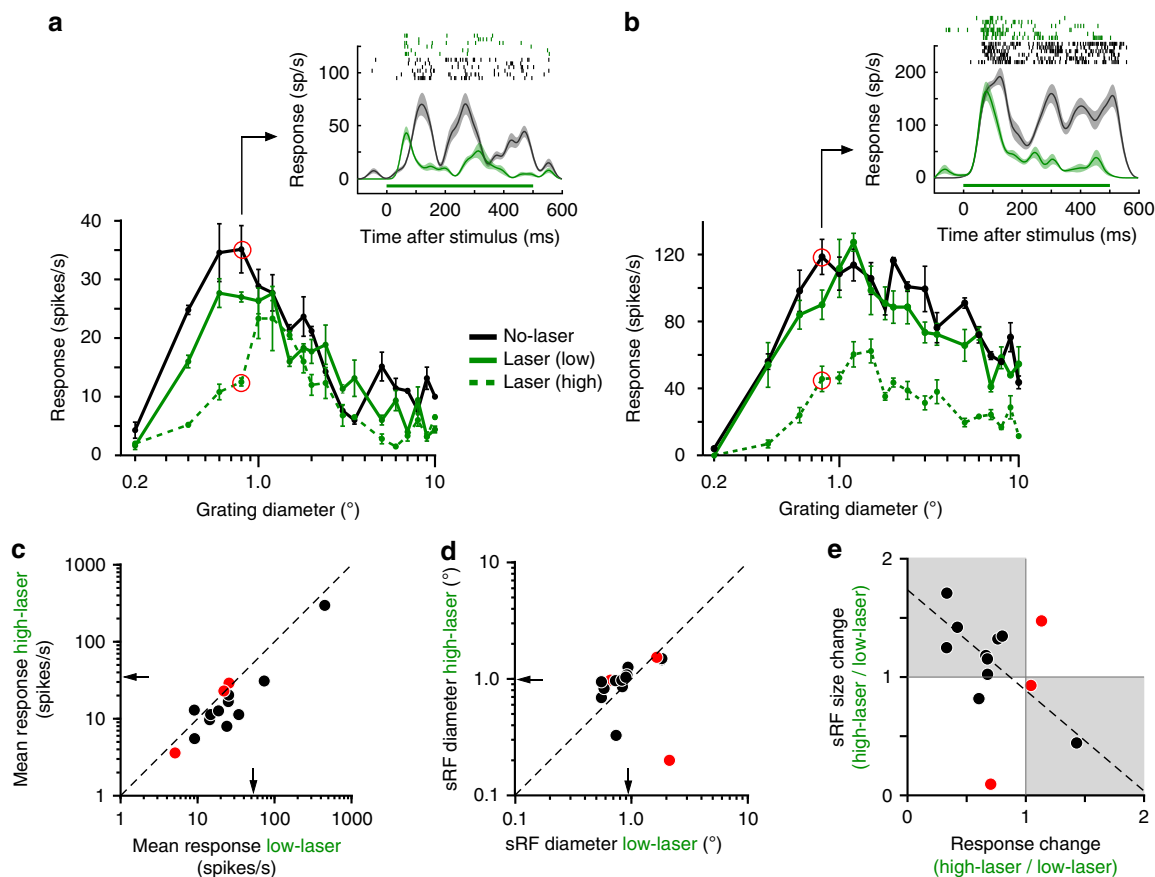 a
Response (sp/s)
100
50
0
0
200
400
600
Time after stimulus (ms)
Response (spikes/s)
40
30
20
10
0
0.2
1.0
10
Grating diameter (°)
No-laser
Laser (low)
Laser (high)
b
Response (sp/s)
200
100
0
0
200
400
600
Time after stimulus (ms)
Response (spikes/s)
120
80
40
0
0.2
1.0
10
Grating diameter (°)
c
Mean response high-laser
(spikes/s)
1000
100
10
1
1
10
100
1000
Mean response low-laser
(spikes/s)
d
sRF diameter high-laser (°)
10
1.0
0.1
0.1
1.0
10
sRF diameter low-laser (°)
e
sRF size change
(high-laser / low-laser)
2
1
0
0
1
2
Response change
(high-laser / low-laser)